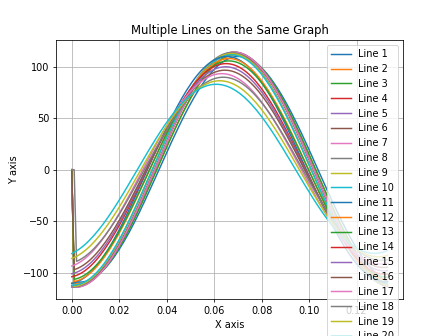 Multiple Lines on the Same Graph
Y axis
100
50
0
−50
−100
0.00
0.02
0.04
0.06
0.08
0.10
X axis
Line 1
Line 2
Line 3
Line 4
Line 5
Line 6
Line 7
Line 8
Line 9
Line 10
Line 11
Line 12
Line 13
Line 14
Line 15
Line 16
Line 17
Line 18
Line 19
Line 20